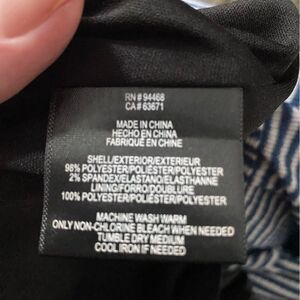 RN# 94468
CA# 63671
MADE IN CHINA
HECHO EN CHINA
FABRIQUÉ EN CHINE
SHELL/EXTERIOR/EXTERIEUR
98% POLYESTER/POLIÉSTER/POLYESTER
2% SPANDEX/ELASTANO/ELASTHANNE
LINING/FORRO/DOUBLURE
100% POLYESTER/POLIÉSTER/POLYESTER
MACHINE WASH WARM
ONLY NON-CHLORINE BLEACH WHEN NEEDED
TUMBLE DRY MEDIUM
COOL IRON IF NEEDED